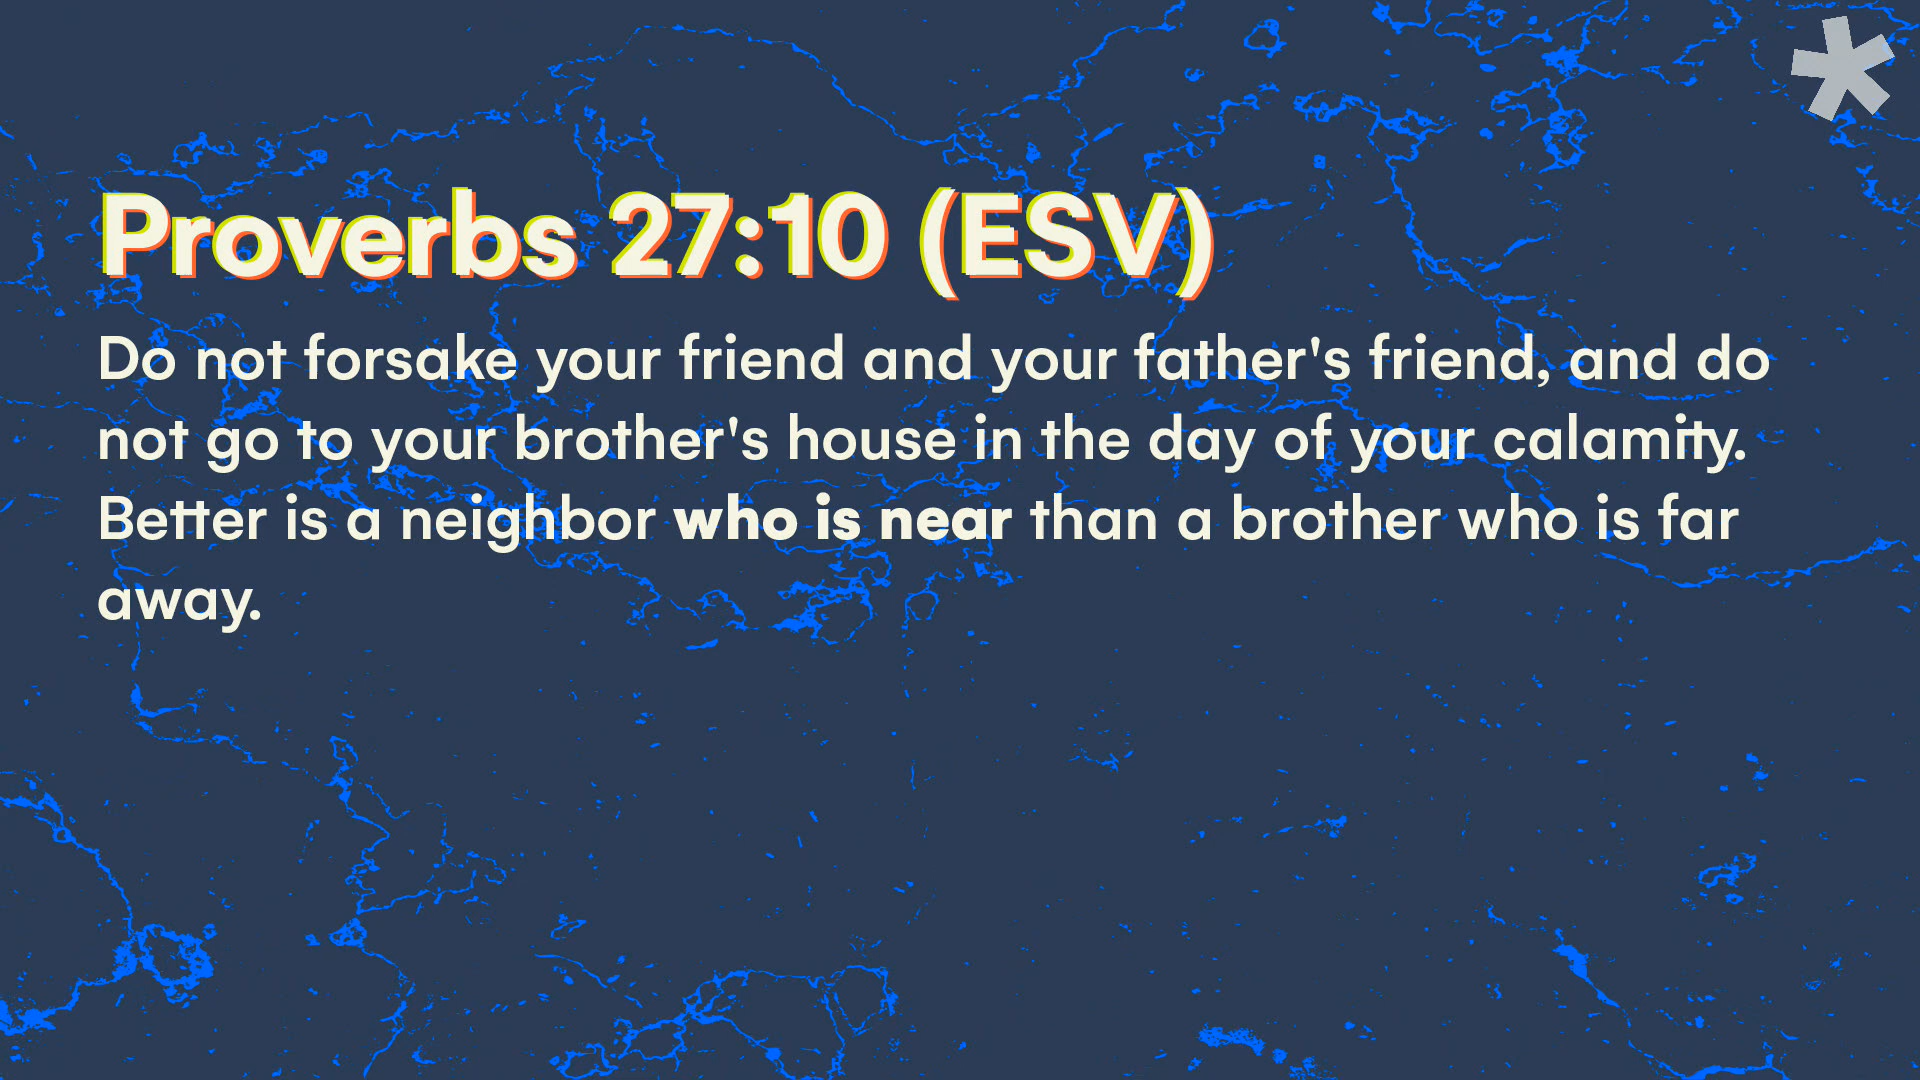 Proverbs 27:10 (ESV)
Do not forsake your friend and your father's friend, and do
not go to your brother's house in the day of your calamity.
Better is a neighbor who is near than a brother who is far
away.